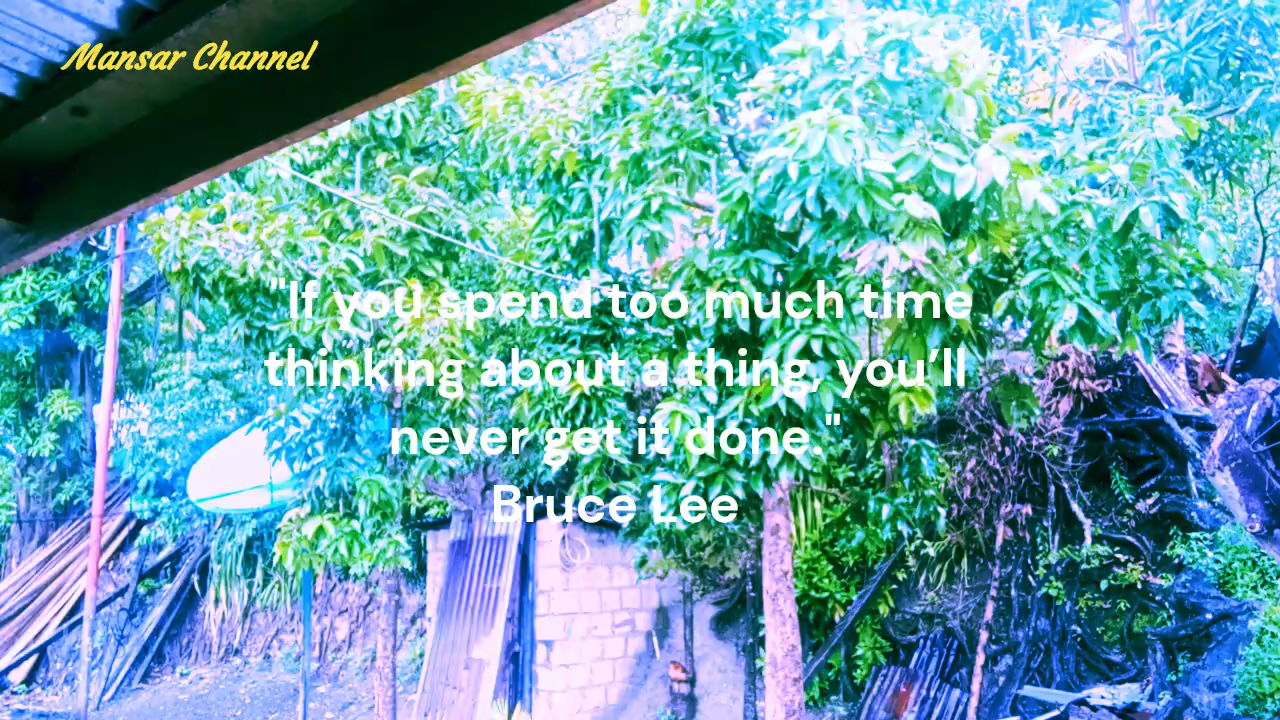 Mansar Channel
"If you spend too much time
thinking about a thing, you’ll
never get it done."
Bruce Lee